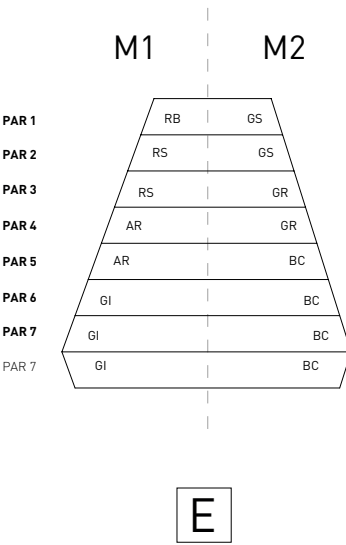 M1 M2
PAR 1 RB GS
PAR 2 RS GS
PAR 3 RS GR
PAR 4 AR GR
PAR 5 AR BC
PAR 6 GI BC
PAR 7 GI BC
PAR 7 GI BC
E